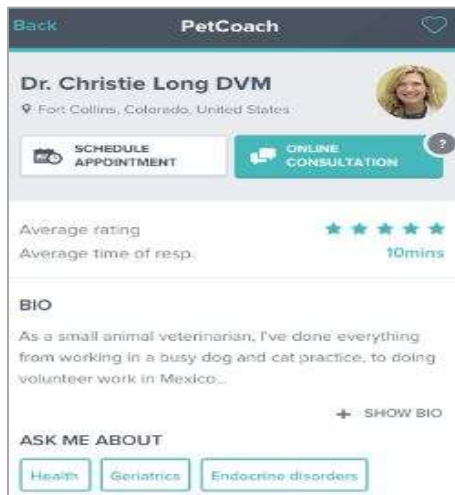 Back
PetCoach
Dr. Christie Long DVM
Fort Collins, Colorado, United States
SCHEDULE
APPOINTMENT
ONLINE
CONSULTATION
?
Average rating
Average time of resp.
10mins
BIO
As a small animal veterinarian, I've done everything
from working in a busy dog and cat practice, to doing
volunteer work in Mexico...
+ SHOW BIO
ASK ME ABOUT
Health
Geriatrics
Endocrine disorders